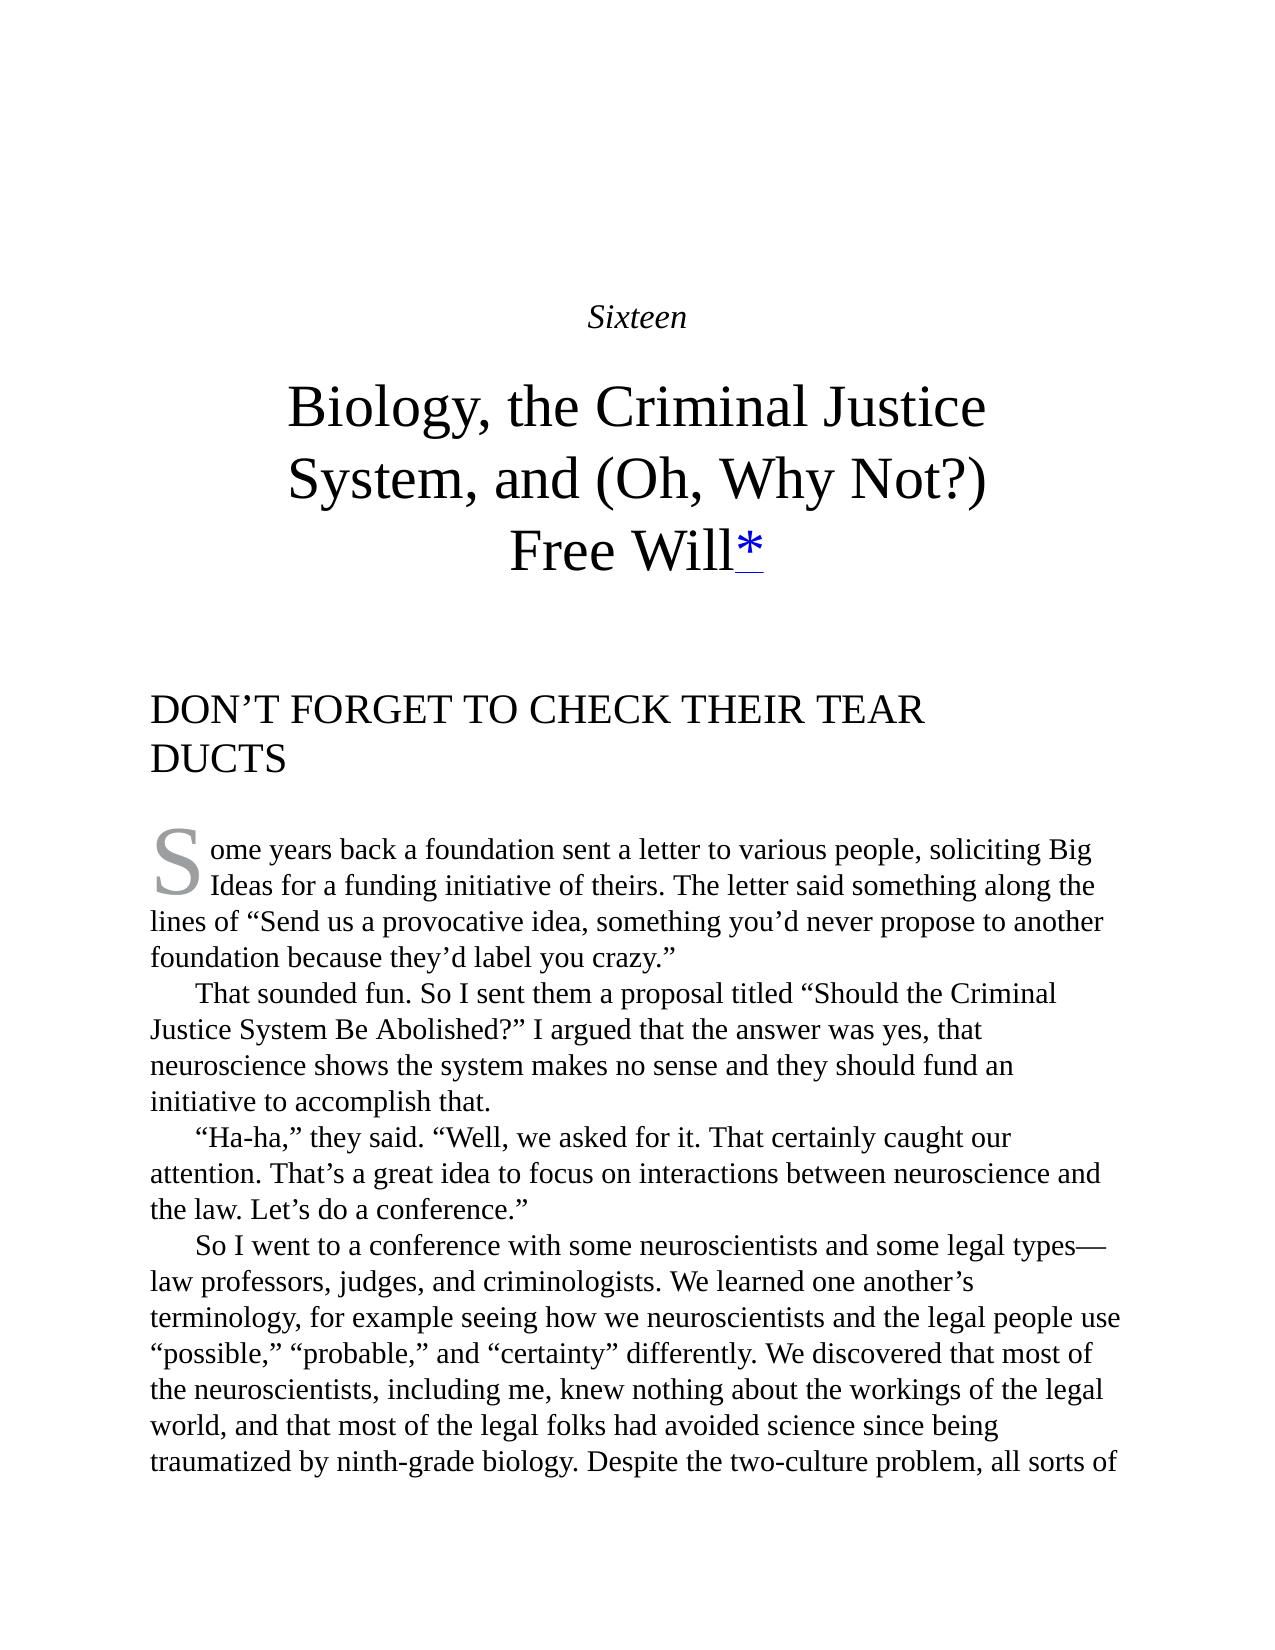 Sixteen
Biology, the Criminal Justice
System, and (Oh, Why Not?)
Free Will*
DON’T FORGET TO CHECK THEIR TEAR
DUCTS
Some years back a foundation sent a letter to various people, soliciting Big
Ideas for a funding initiative of theirs. The letter said something along the
lines of “Send us a provocative idea, something you’d never propose to another
foundation because they’d label you crazy.”
That sounded fun. So I sent them a proposal titled “Should the Criminal
Justice System Be Abolished?” I argued that the answer was yes, that
neuroscience shows the system makes no sense and they should fund an
initiative to accomplish that.
“Ha-ha,” they said. “Well, we asked for it. That certainly caught our
attention. That’s a great idea to focus on interactions between neuroscience and
the law. Let’s do a conference.”
So I went to a conference with some neuroscientists and some legal types—
law professors, judges, and criminologists. We learned one another’s
terminology, for example seeing how we neuroscientists and the legal people use
“possible,” “probable,” and “certainty” differently. We discovered that most of
the neuroscientists, including me, knew nothing about the workings of the legal
world, and that most of the legal folks had avoided science since being
traumatized by ninth-grade biology. Despite the two-culture problem, all sorts of